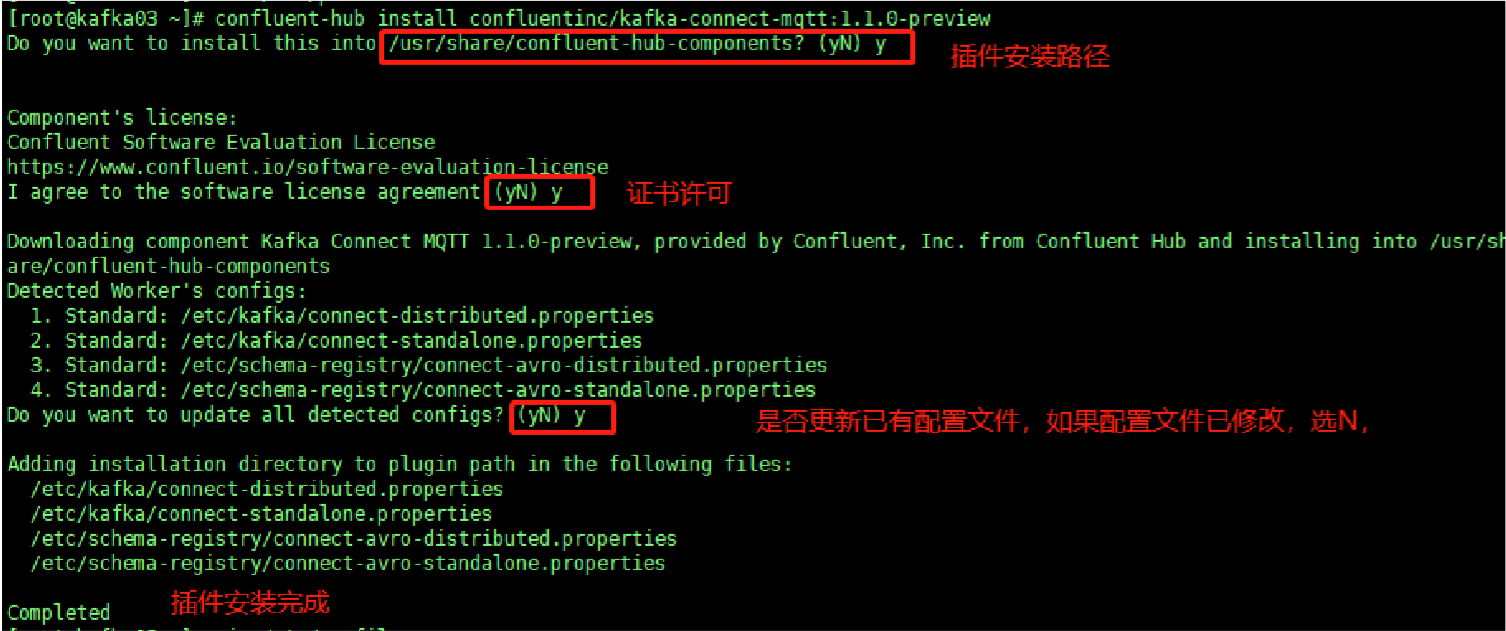 [root@kafka03 ~]# confluent-hub install confluentinc/kafka-connect-mqtt:1.1.0-preview
Do you want to install this into /usr/share/confluent-hub-components? (yN) y
插件安装路径
Component's license:
Confluent Software Evaluation License
https://www.confluent.io/software-evaluation-license
I agree to the software license agreement (yN) y
证书许可
Downloading component Kafka Connect MQTT 1.1.0-preview, provided by Confluent, Inc. from Confluent Hub and installing into /usr/sh
are/confluent-hub-components
Detected Worker's configs:
1. Standard: /etc/kafka/connect-distributed.properties
2. Standard: /etc/kafka/connect-standalone.properties
3. Standard: /etc/schema-registry/connect-avro-distributed.properties
4. Standard: /etc/schema-registry/connect-avro-standalone.properties
Do you want to update all detected configs? (yN) y
是否更新已有配置文件，如果配置文件已修改，选N，
Adding installation directory to plugin path in the following files:
/etc/kafka/connect-distributed.properties
/etc/kafka/connect-standalone.properties
/etc/schema-registry/connect-avro-distributed.properties
/etc/schema-registry/connect-avro-standalone.properties
Completed
插件安装完成